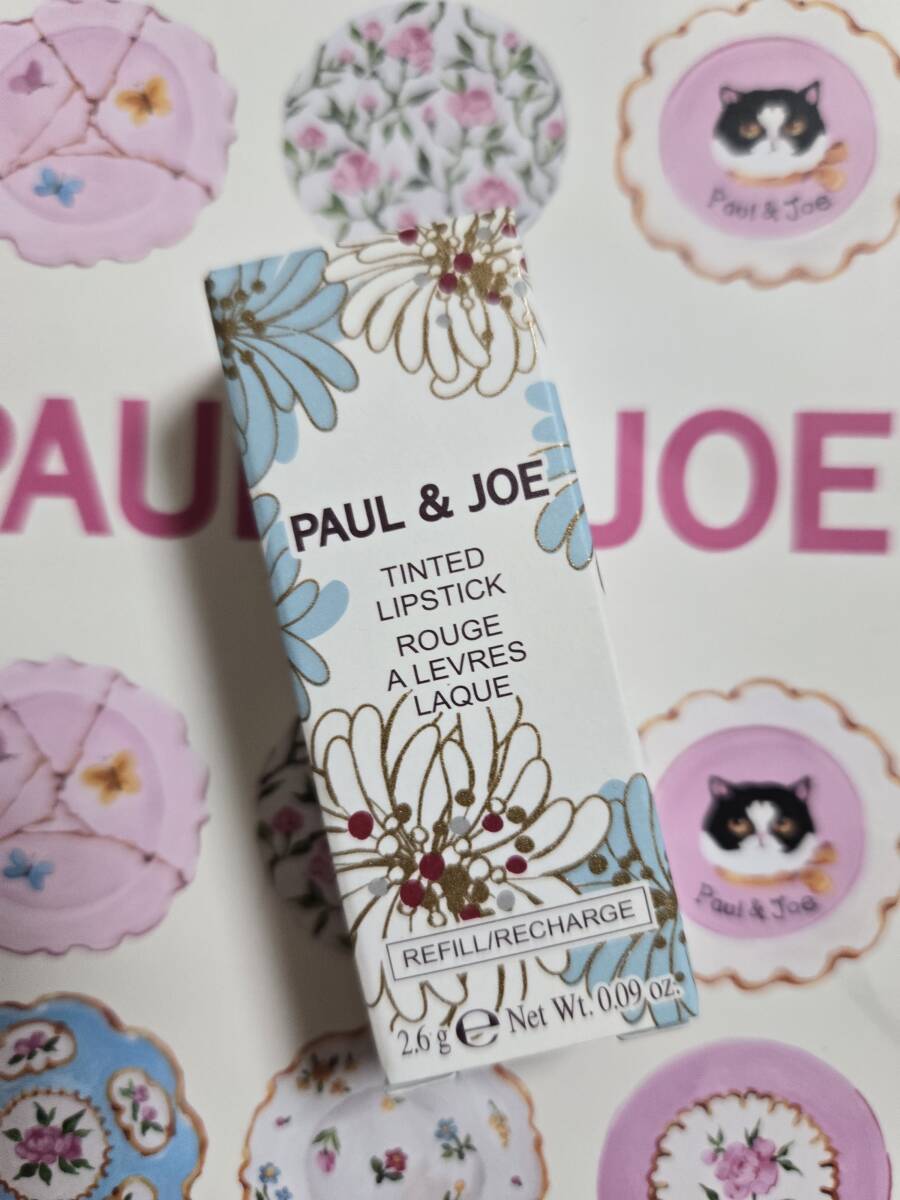 Paul & Joe
PAUL & JOE
TINTED
LIPSTICK
ROUGE
A LEVRES
LAQUE
REFILL/RECHARGE
2.6 g e Net Wt. 0.09 oz.
PAU
JOE
Paul & Joe